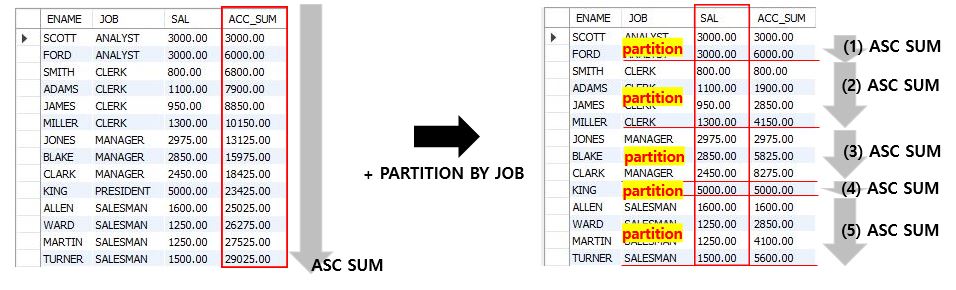 ENAME JOB SAL ACC_SUM
SCOTT ANALYST 3000.00 3000.00
FORD ANALYST 3000.00 6000.00
SMITH CLERK 800.00 6800.00
ADAMS CLERK 1100.00 7900.00
JAMES CLERK 950.00 8850.00
MILLER CLERK 1300.00 10150.00
JONES MANAGER 2975.00 13125.00
BLAKE MANAGER 2850.00 15975.00
CLARK MANAGER 2450.00 18425.00
KING PRESIDENT 5000.00 23425.00
ALLEN SALESMAN 1600.00 25025.00
WARD SALESMAN 1250.00 26275.00
MARTIN SALESMAN 1250.00 27525.00
TURNER SALESMAN 1500.00 29025.00
ASC SUM
+ PARTITION BY JOB
ENAME JOB SAL ACC_SUM
SCOTT ANALYST 3000.00 3000.00
partition
FORD 3000.00 6000.00
SMITH CLERK 800.00 800.00
ADAMS CLERK 1100.00 1900.00
partition
JAMES 950.00 2850.00
MILLER CLERK 1300.00 4150.00
JONES MANAGER 2975.00 2975.00
BLAKE partition 2850.00 5825.00
CLARK MANAGER 2450.00 8275.00
KING partition 5000.00 5000.00
ALLEN SALESMAN 1600.00 1600.00
WARD SALESMAN 1250.00 2850.00
partition
MARTIN 1250.00 4100.00
TURNER SALESMAN 1500.00 5600.00
(1) ASC SUM
(2) ASC SUM
(3) ASC SUM
(4) ASC SUM
(5) ASC SUM